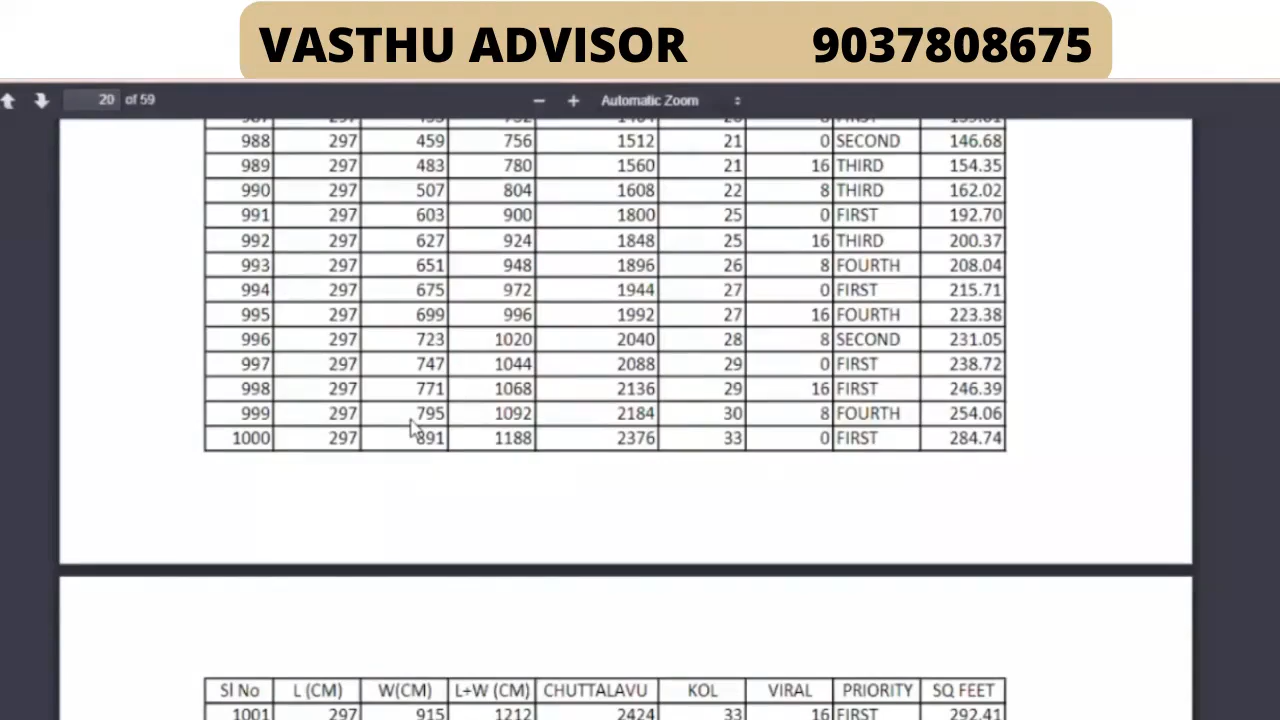 VASTHU ADVISOR 9037808675
20 of 59 Automatic Zoom
988 297 459 756 1512 21 0 SECOND 146.68
989 297 483 780 1560 21 16 THIRD 154.35
990 297 507 804 1608 22 8 THIRD 162.02
991 297 603 900 1800 25 0 FIRST 192.70
992 297 627 924 1848 25 16 THIRD 200.37
993 297 651 948 1896 26 8 FOURTH 208.04
994 297 675 972 1944 27 0 FIRST 215.71
995 297 699 996 1992 27 16 FOURTH 223.38
996 297 723 1020 2040 28 8 SECOND 231.05
997 297 747 1044 2088 29 0 FIRST 238.72
998 297 771 1068 2136 29 16 FIRST 246.39
999 297 795 1092 2184 30 8 FOURTH 254.06
1000 297 891 1188 2376 33 0 FIRST 284.74
Sl No L (CM) W(CM) L+W (CM) CHUTTALAVU KOL VIRAL PRIORITY SQ FEET
1001 297 915 1212 2424 33 16 FIRST 292.41